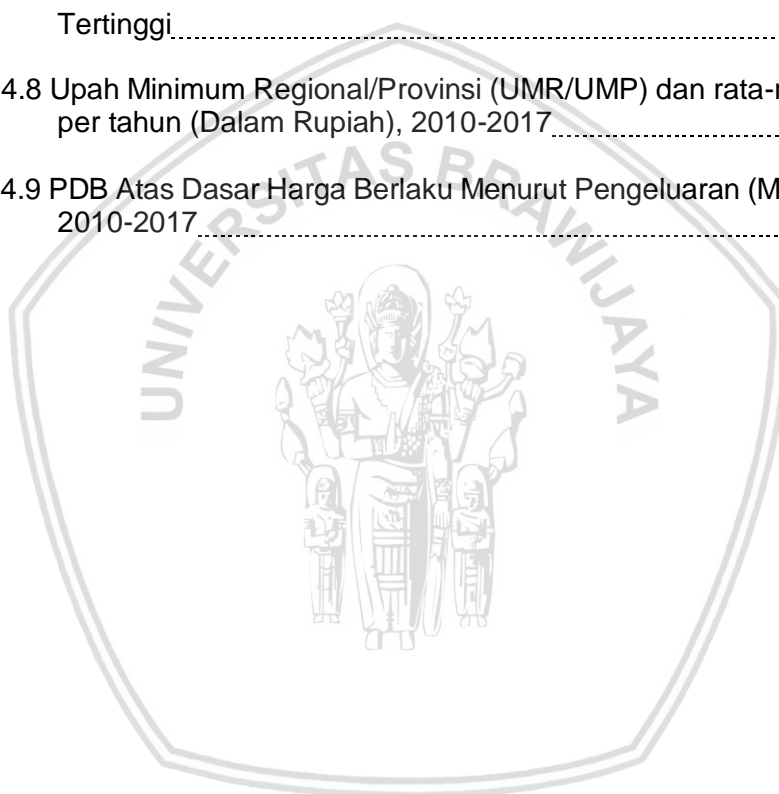 Tertinggi
4.8 Upah Minimum Regional/Provinsi (UMR/UMP) dan rata-
per tahun (Dalam Rupiah), 2010-2017
4.9 PDB Atas Dasar Harga Berlaku Menurut Pengeluaran
2010-2017
UNIVERSITAS BRAWIJAYA